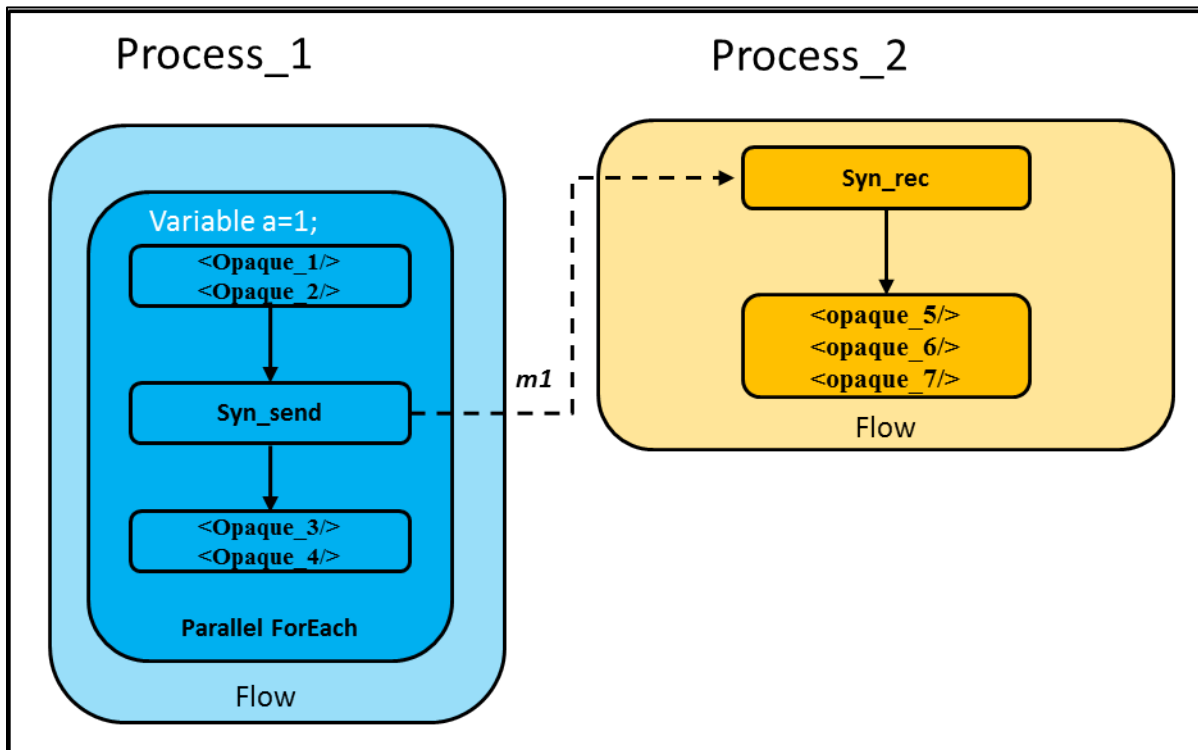 Process_1
Variable a=1;
<Opaque_1/>
<Opaque_2/>
Syn_send
<Opaque_3/>
<Opaque_4/>
Parallel ForEach
Flow
m1
Process_2
Syn_rec
<opaque_5/>
<opaque_6/>
<opaque_7/>
Flow